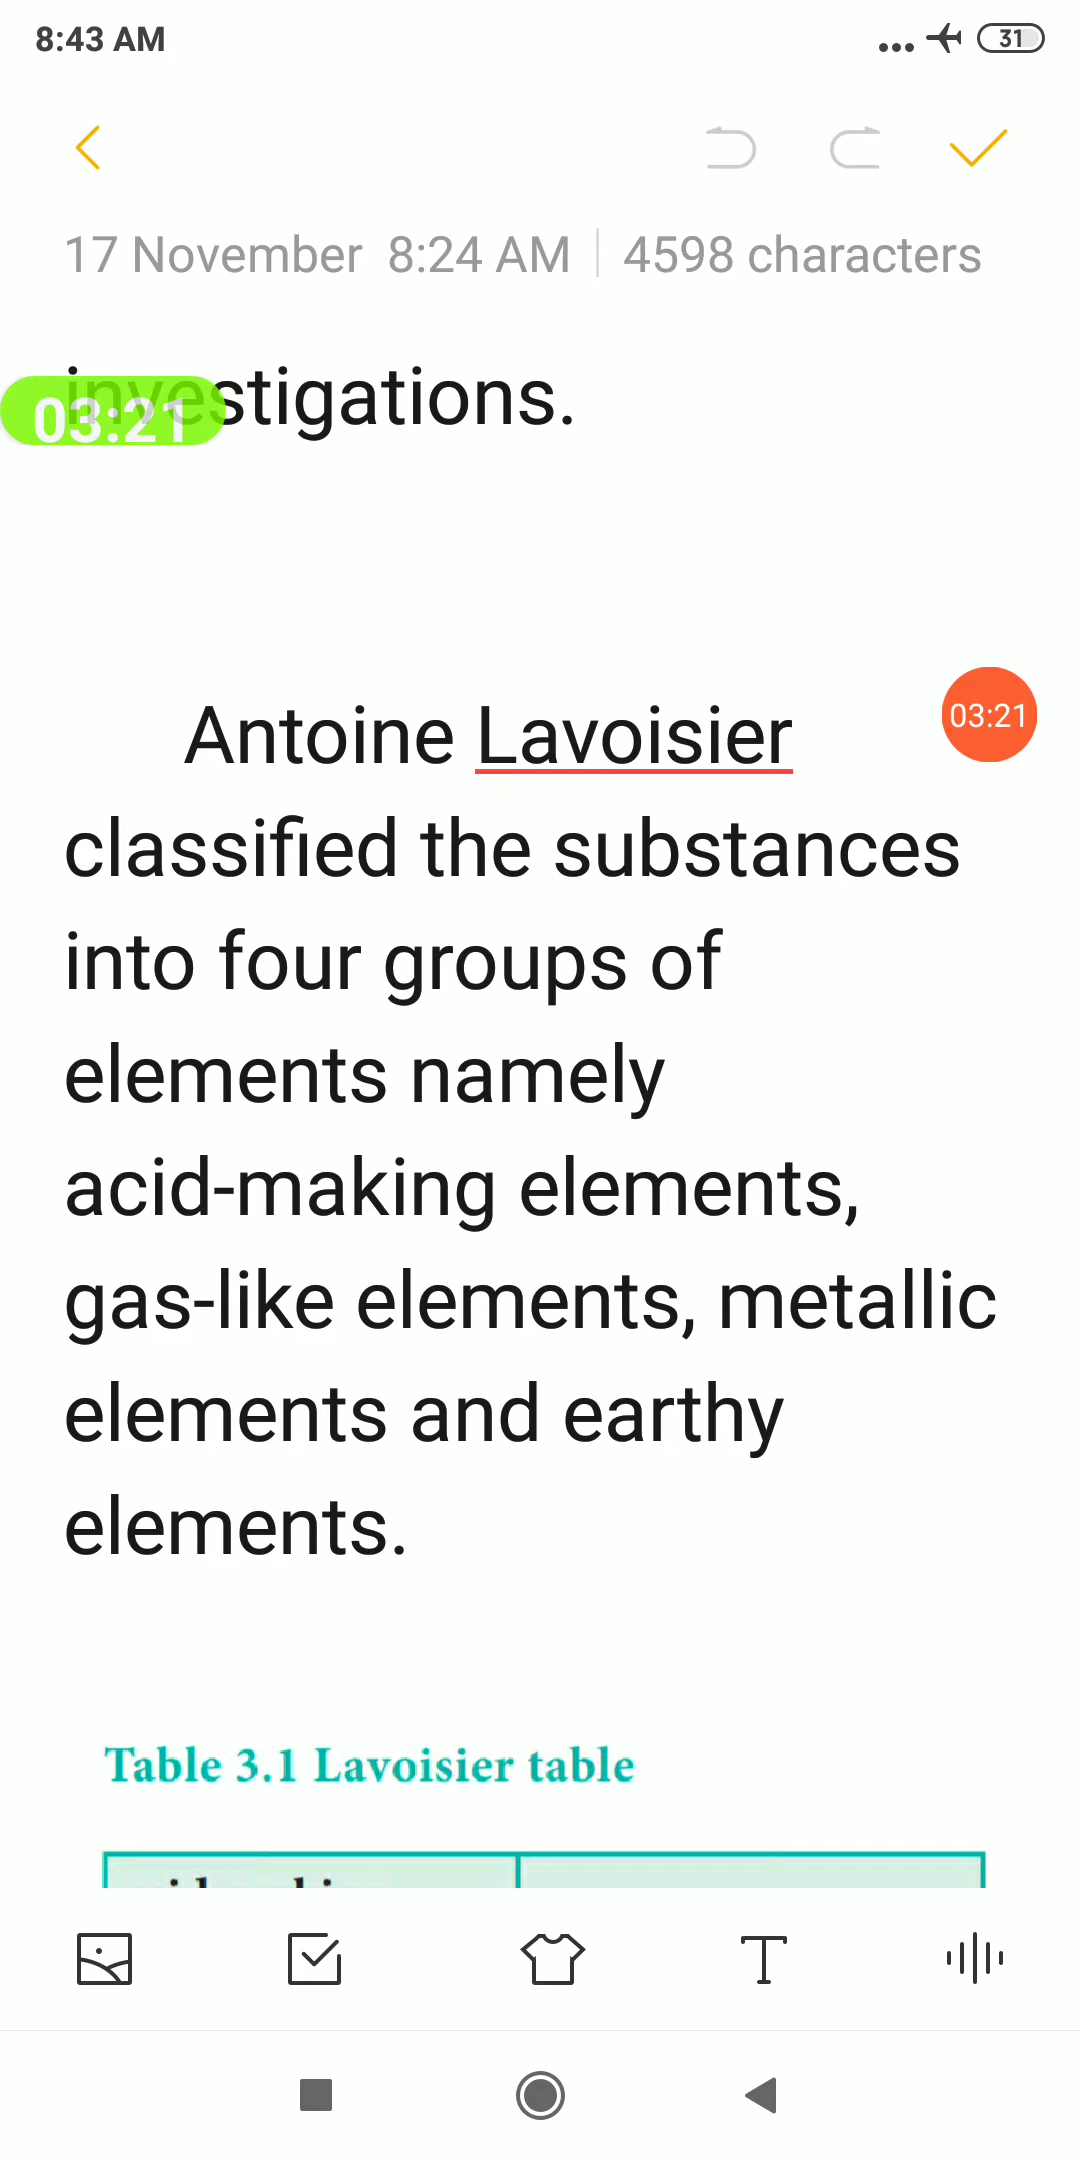 8:43 AM
31
17 November 8:24 AM | 4598 characters
investigations.
03:21
Antoine Lavoisier
03:21
classified the substances
into four groups of
elements namely
acid-making elements,
gas-like elements, metallic
elements and earthy
elements.
Table 3.1 Lavoisier table